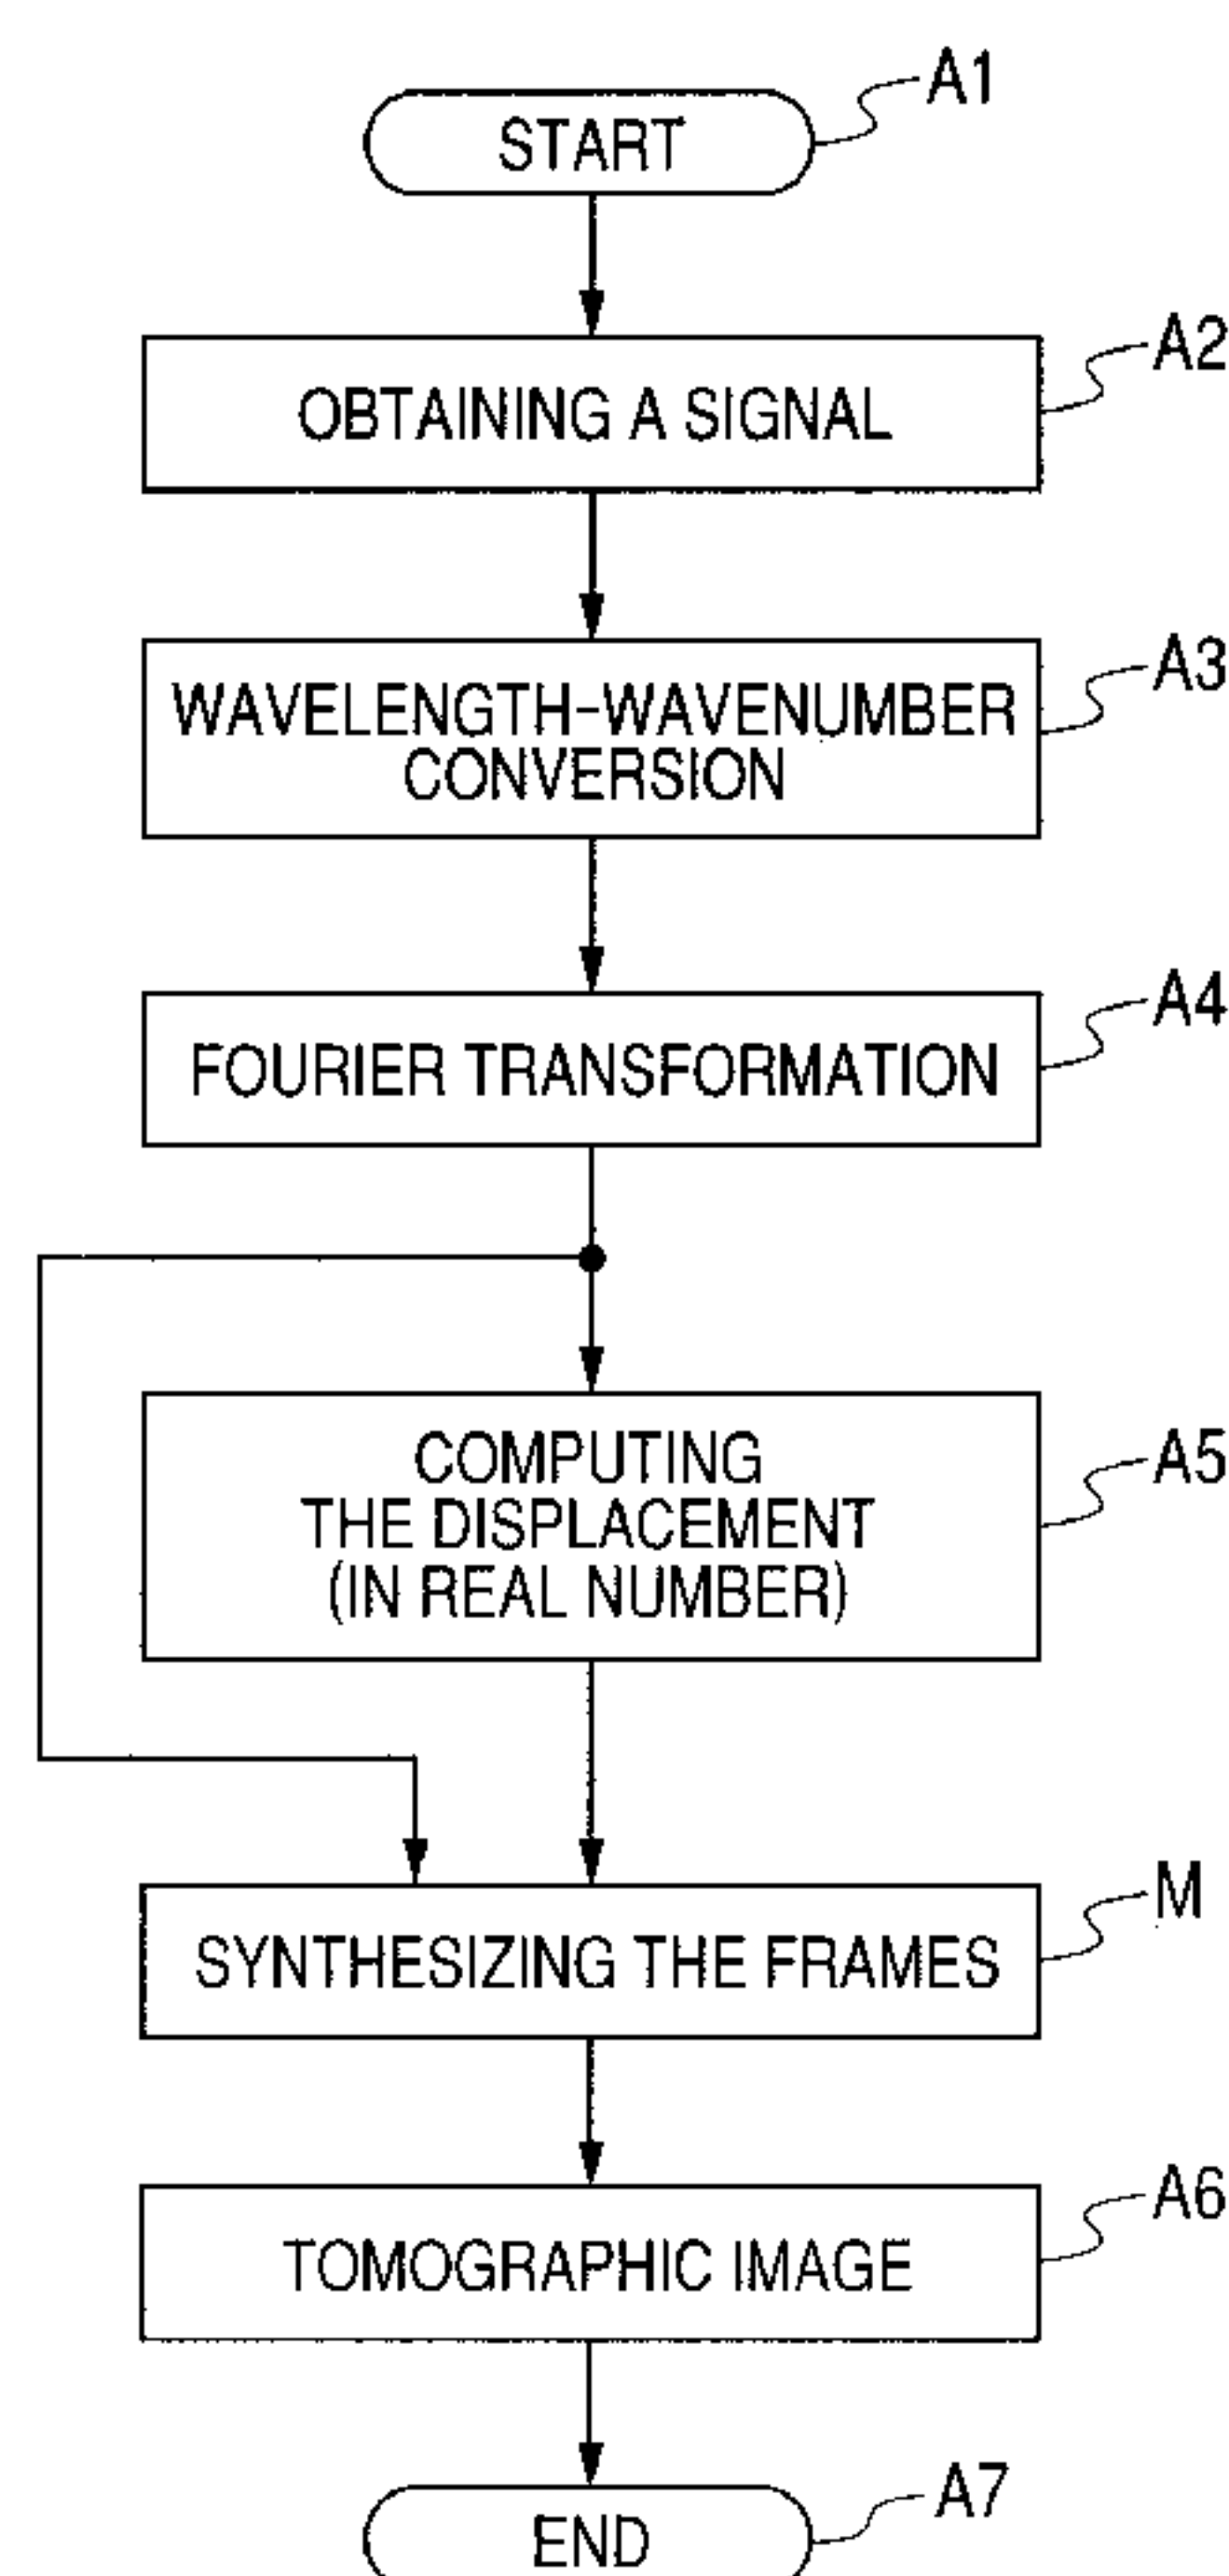 A1
START
A2
OBTAINING A SIGNAL
A3
WAVELENGTH-WAVENUMBER
CONVERSION
A4
FOURIER TRANSFORMATION
A5
COMPUTING
THE DISPLACEMENT
(IN REAL NUMBER)
M
SYNTHESIZING THE FRAMES
A6
TOMOGRAPHIC IMAGE
A7
END